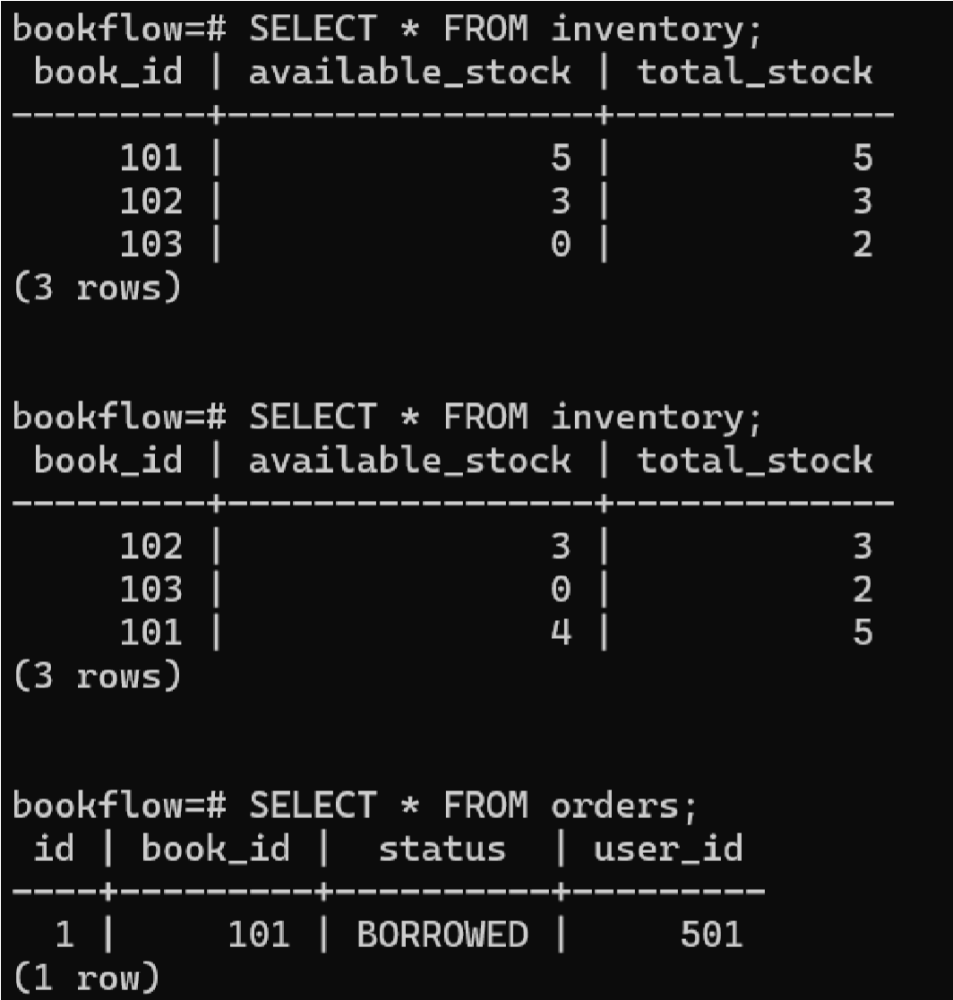 bookflow=# SELECT * FROM inventory;
 book_id | available_stock | total_stock
---------+-----------------+-------------
     101 |               5 |           5
     102 |               3 |           3
     103 |               0 |           2
(3 rows)
bookflow=# SELECT * FROM inventory;
 book_id | available_stock | total_stock
---------+-----------------+-------------
     102 |               3 |           3
     103 |               0 |           2
     101 |               4 |           5
(3 rows)
bookflow=# SELECT * FROM orders;
 id | book_id |  status  | user_id
----+---------+----------+---------
  1 |     101 | BORROWED |     501
(1 row)